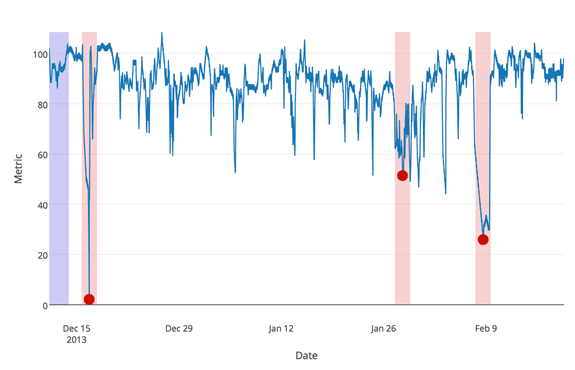 100
80
60
40
20
0
Metric
Dec 15
2013
Dec 29
Jan 12
Jan 26
Feb 9
Date